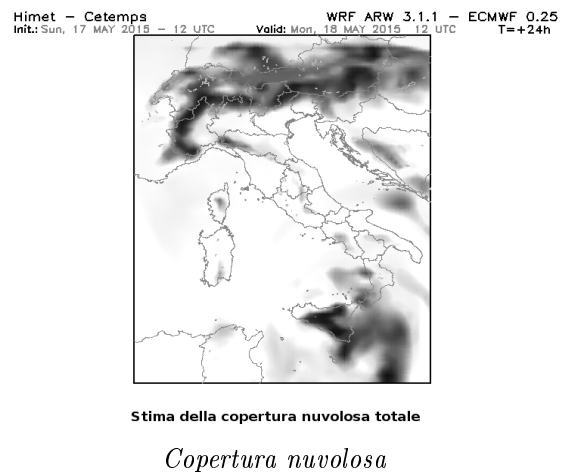 Himet – Cetemps WRF ARW 3.1.1 – ECMWF 0.25
Init.: Sun, 17 MAY 2015 – 12 UTC Valid: Mon, 18 MAY 2015 12 UTC T=+24h
Stima della copertura nuvolosa totale
Copertura nuvolosa